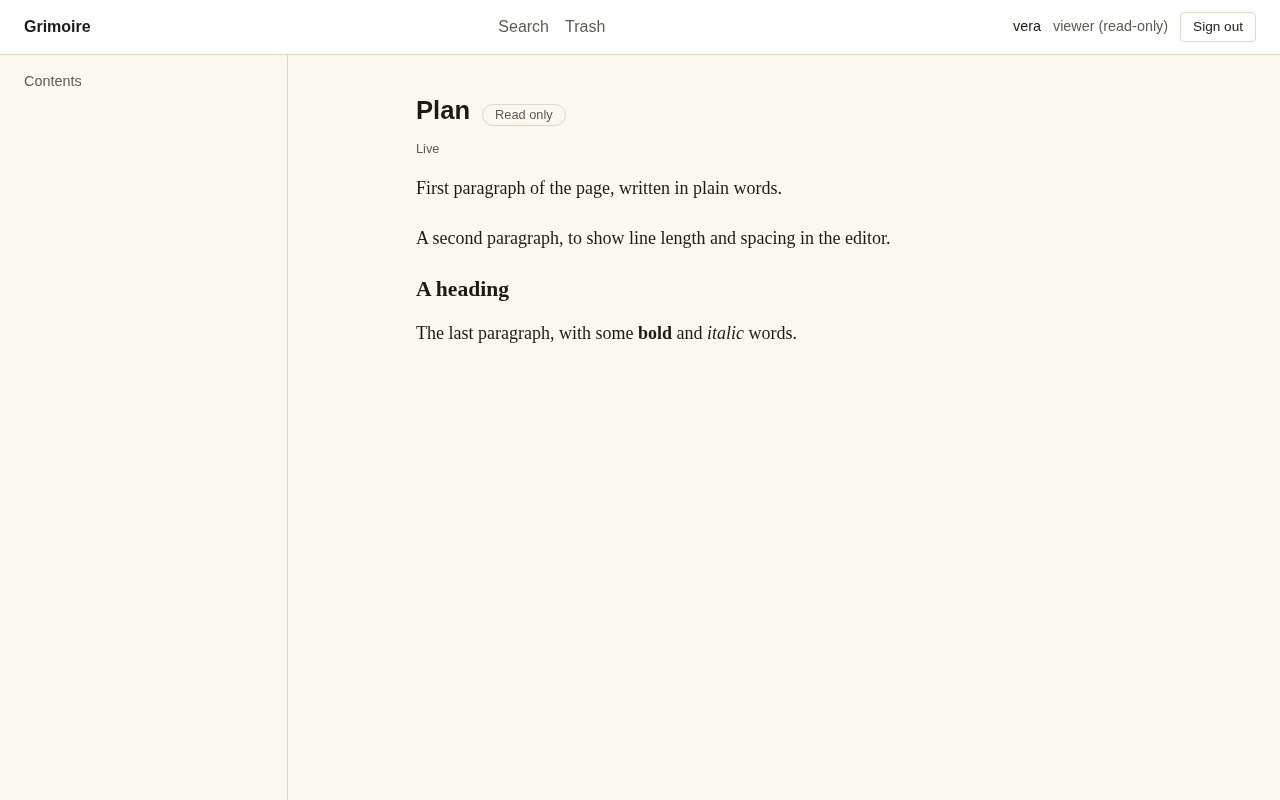 Grimoire
Search Trash
vera viewer (read-only) Sign out
Contents
Plan Read only
Live
First paragraph of the page, written in plain words.
A second paragraph, to show line length and spacing in the editor.
A heading
The last paragraph, with some bold and italic words.